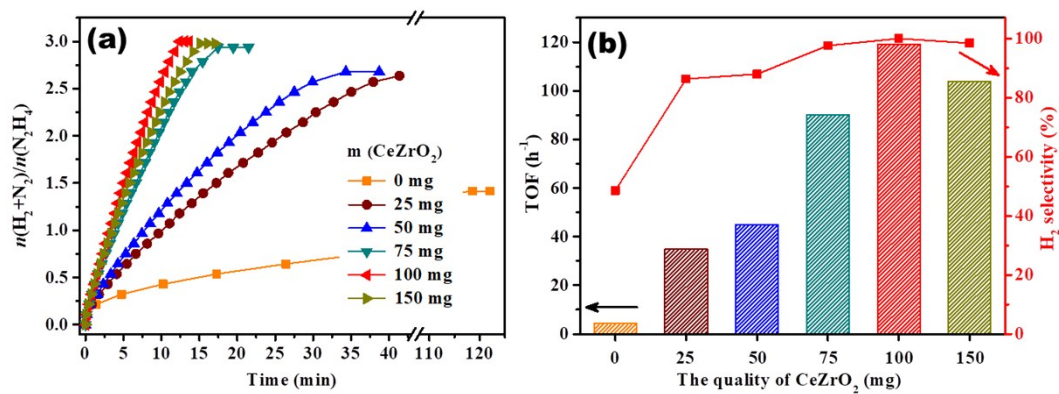 (a)
n(H₂+N₂)/n(N₂H₄)
3.0
2.5
2.0
1.5
1.0
0.5
0.0
m (CeZrO₂)
0 mg
25 mg
50 mg
75 mg
100 mg
150 mg
0 5 10 15 20 25 30 35 40 110 120
Time (min)
(b)
TOF (h⁻¹)
120
100
80
60
40
20
0
100
80
60
40
20
0
H₂ selectivity (%)
0 25 50 75 100 150
The quality of CeZrO₂ (mg)